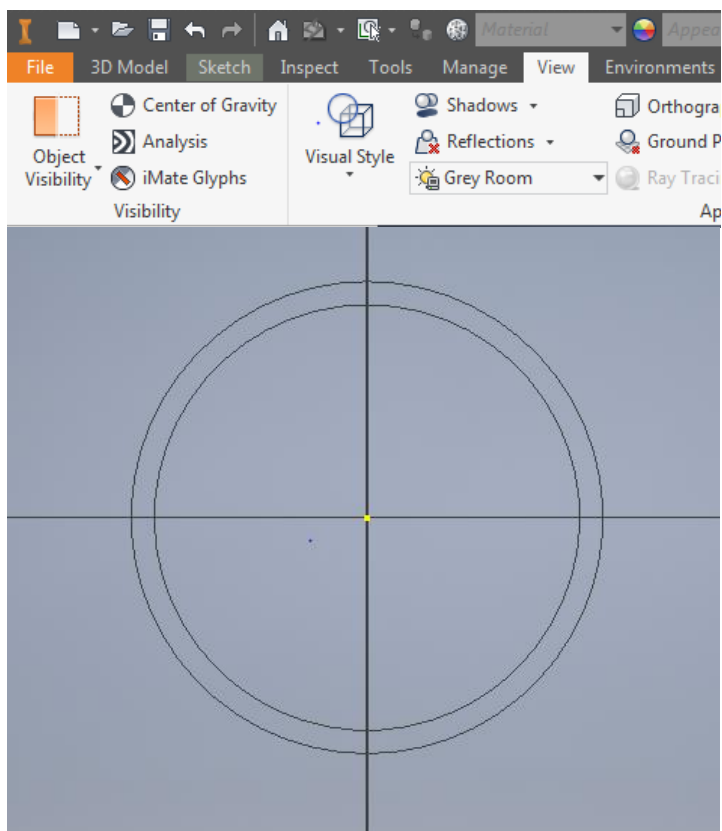 Material
Appea
File 3D Model Sketch Inspect Tools Manage View Environments
Object
Visibility
Center of Gravity
Analysis
iMate Glyphs
Visibility
Visual Style
Shadows
Reflections
Grey Room
Orthogra
Ground P
Ray Traci
Ap